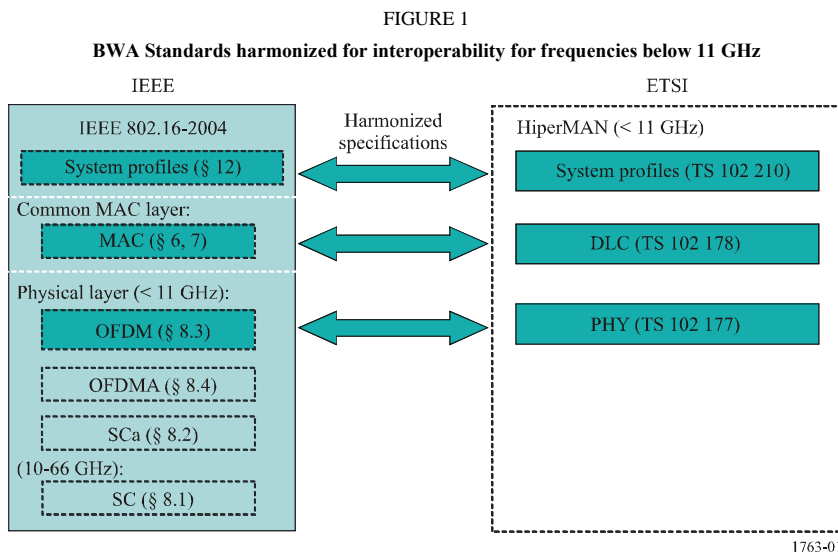 FIGURE 1
BWA Standards harmonized for interoperability for frequencies below 11 GHz
IEEE
ETSI
IEEE 802.16-2004
System profiles (§ 12)
Common MAC layer:
MAC (§ 6, 7)
Physical layer (< 11 GHz):
OFDM (§ 8.3)
OFDMA (§ 8.4)
SCa (§ 8.2)
(10-66 GHz):
SC (§ 8.1)
Harmonized
specifications
HiperMAN (< 11 GHz)
System profiles (TS 102 210)
DLC (TS 102 178)
PHY (TS 102 177)